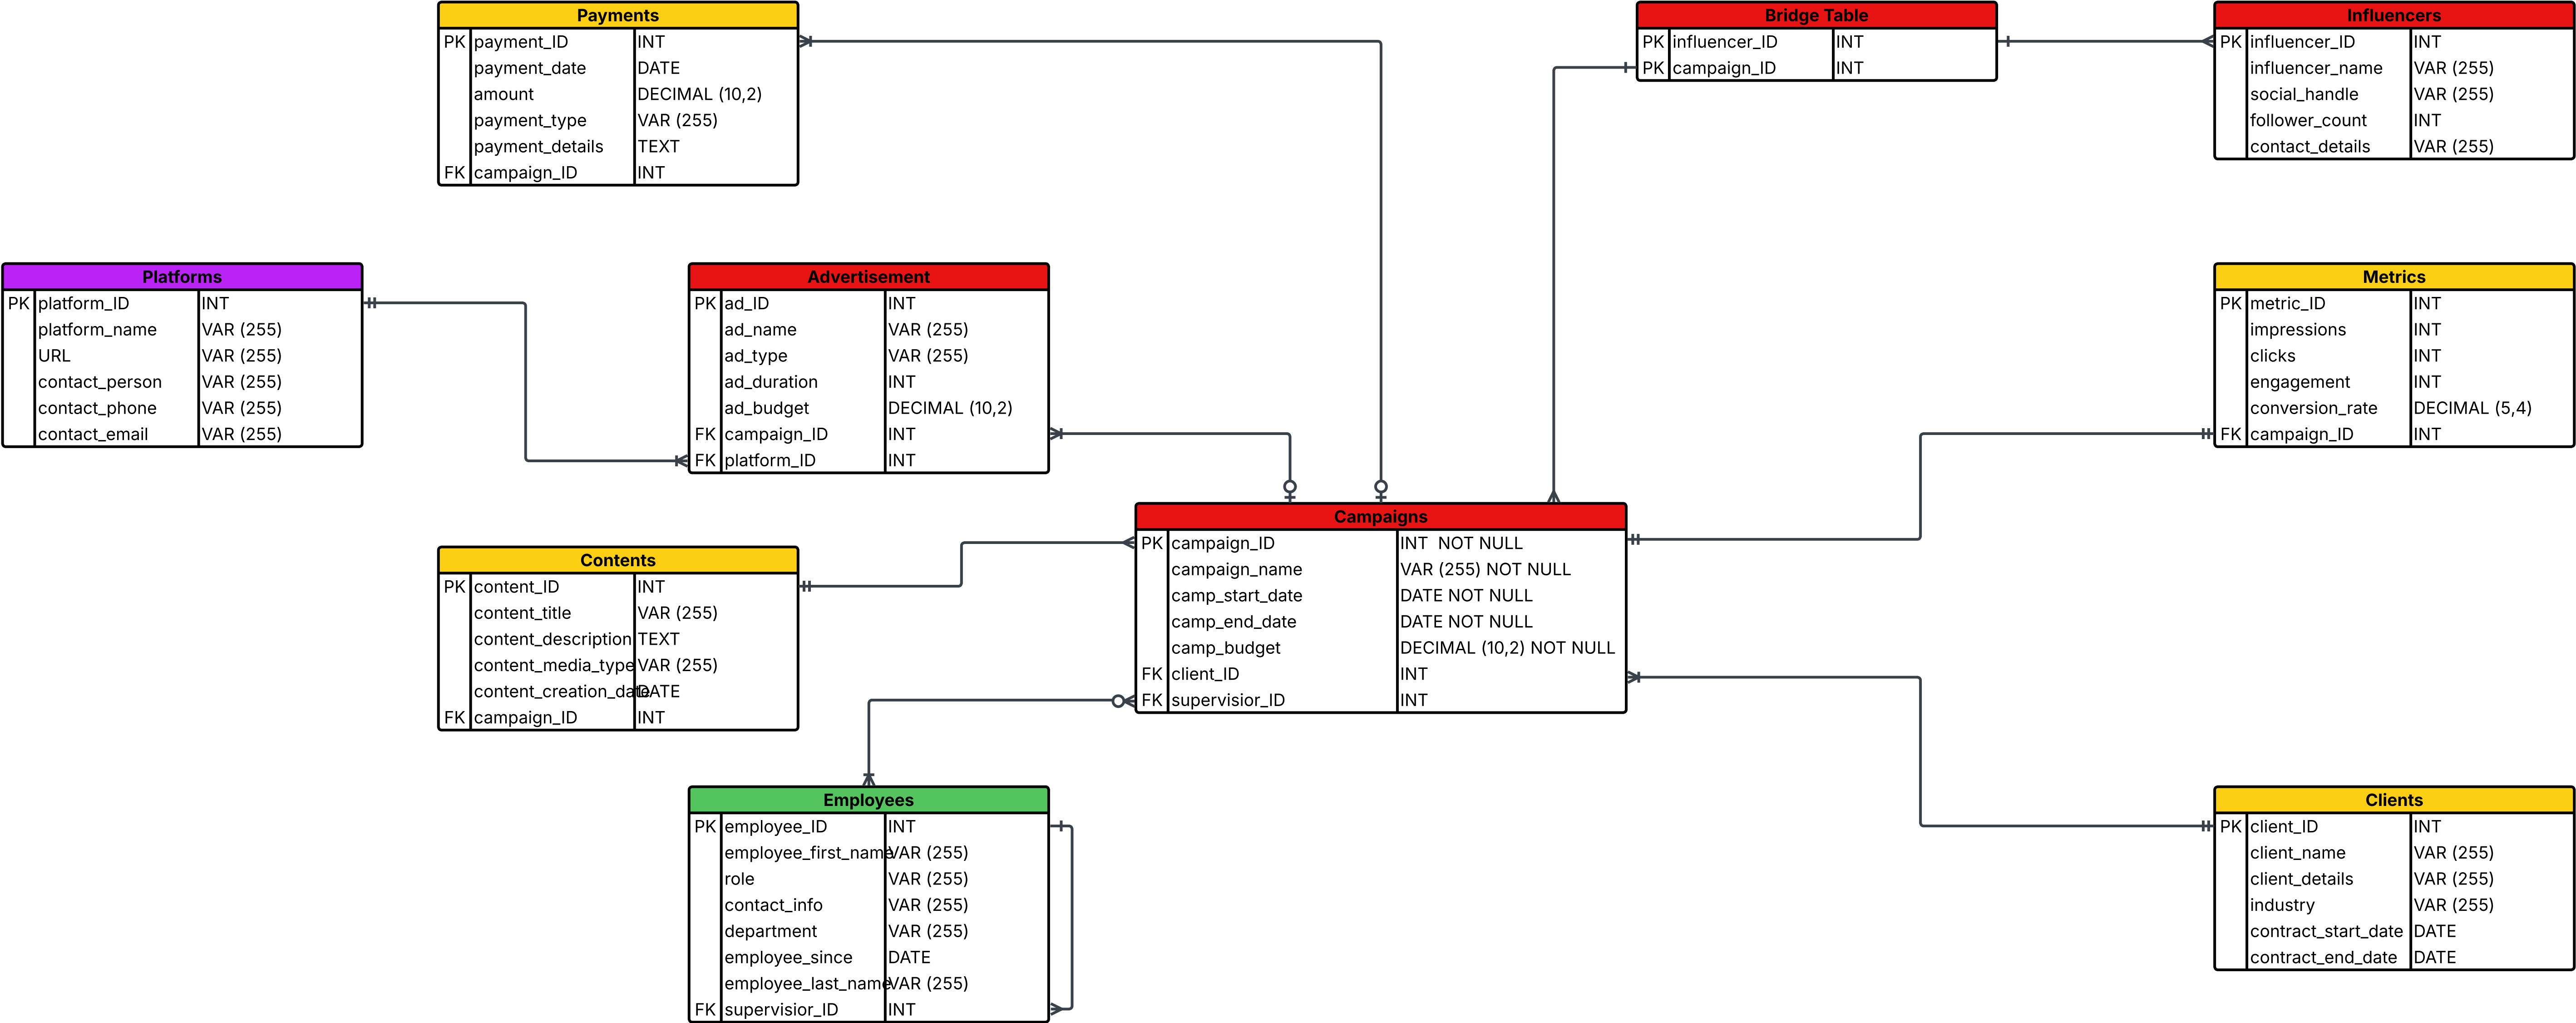 Payments
PK payment_ID INT
payment_date DATE
amount DECIMAL (10,2)
payment_type VAR (255)
payment_details TEXT
FK campaign_ID INT
Bridge Table
PK influencer_ID INT
PK campaign_ID INT
Influencers
PK influencer_ID INT
influencer_name VAR (255)
social_handle VAR (255)
follower_count INT
contact_details VAR (255)
Platforms
PK platform_ID INT
platform_name VAR (255)
URL VAR (255)
contact_person VAR (255)
contact_phone VAR (255)
contact_email VAR (255)
Advertisement
PK ad_ID INT
ad_name VAR (255)
ad_type VAR (255)
ad_duration INT
ad_budget DECIMAL (10,2)
FK campaign_ID INT
FK platform_ID INT
Metrics
PK metric_ID INT
impressions INT
clicks INT
engagement INT
conversion_rate DECIMAL (5,4)
FK campaign_ID INT
Campaigns
PK campaign_ID INT NOT NULL
campaign_name VAR (255) NOT NULL
camp_start_date DATE NOT NULL
camp_end_date DATE NOT NULL
camp_budget DECIMAL (10,2) NOT NULL
FK client_ID INT
FK supervisior_ID INT
Contents
PK content_ID INT
content_title VAR (255)
content_description TEXT
content_media_type VAR (255)
content_creation_date DATE
FK campaign_ID INT
Employees
PK employee_ID INT
employee_first_name VAR (255)
role VAR (255)
contact_info VAR (255)
department VAR (255)
employee_since DATE
employee_last_name VAR (255)
FK supervisior_ID INT
Clients
PK client_ID INT
client_name VAR (255)
client_details VAR (255)
industry VAR (255)
contract_start_date DATE
contract_end_date DATE